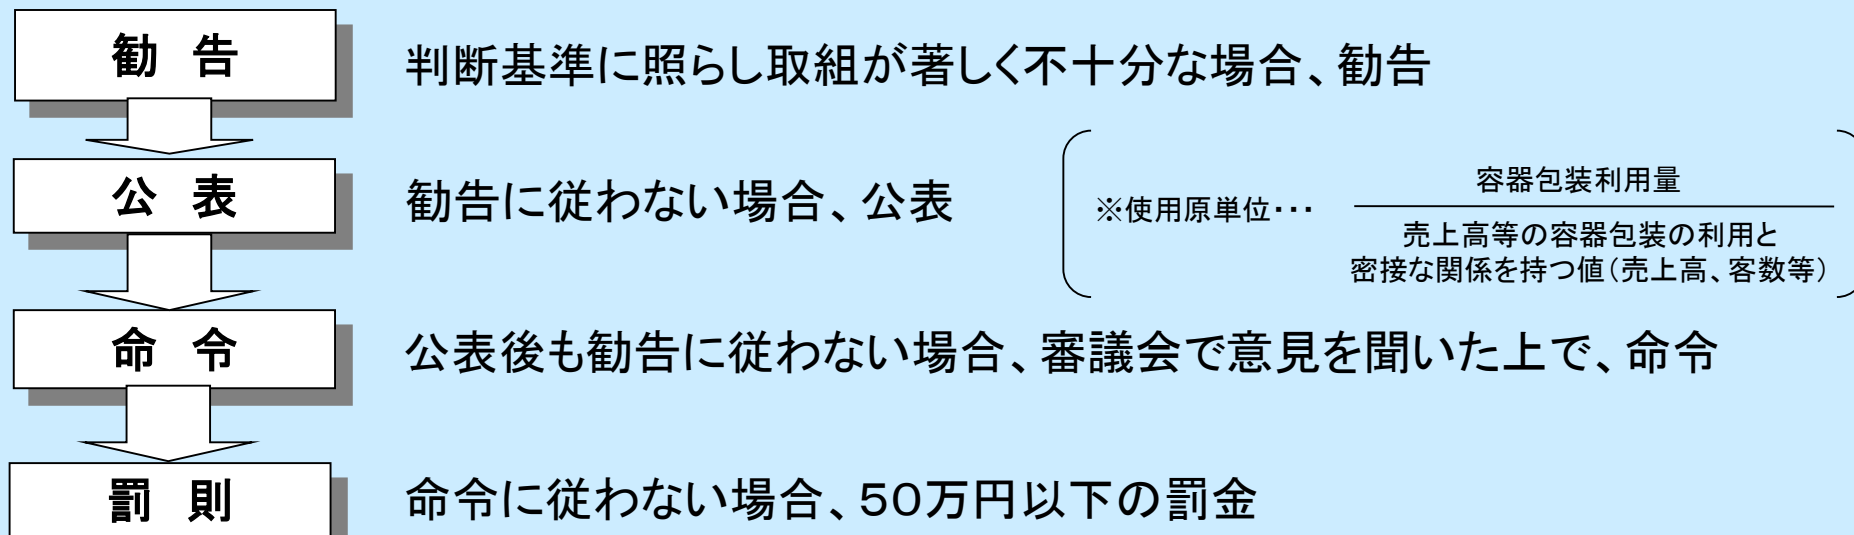 勧 告
判断基準に照らし取組が著しく不十分な場合、勧告
公 表
勧告に従わない場合、公表
※使用原単位･･･
容器包装利用量
売上高等の容器包装の利用と
密接な関係を持つ値（売上高、客数等）
命 令
公表後も勧告に従わない場合、審議会で意見を聞いた上で、命令
罰 則
命令に従わない場合、５０万円以下の罰金